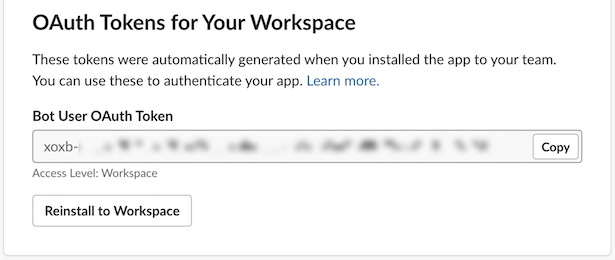 OAuth Tokens for Your Workspace
These tokens were automatically generated when you installed the app to your team.
You can use these to authenticate your app. Learn more.
Bot User OAuth Token
xoxb-
Copy
Access Level: Workspace
Reinstall to Workspace